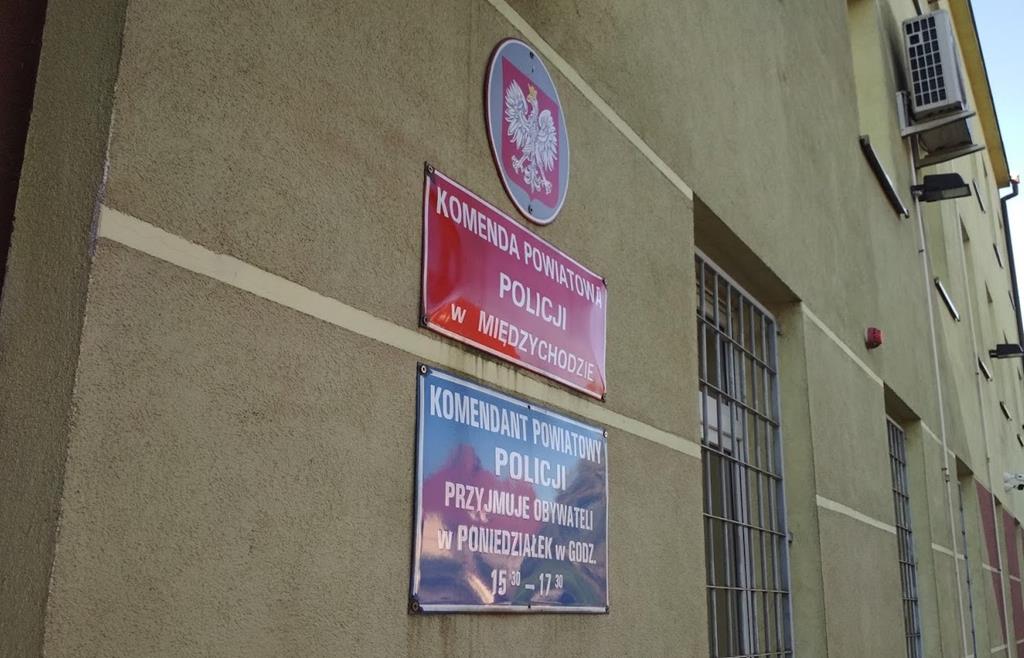 KOMENDA POWIATOWA
POLICJI
w MIĘDZYCHODZIE
KOMENDANT POWIATOWY
POLICJI
PRZYJMUJE OBYWATELI
w PONIEDZIAŁEK w GODZ.
15 30 – 17 30